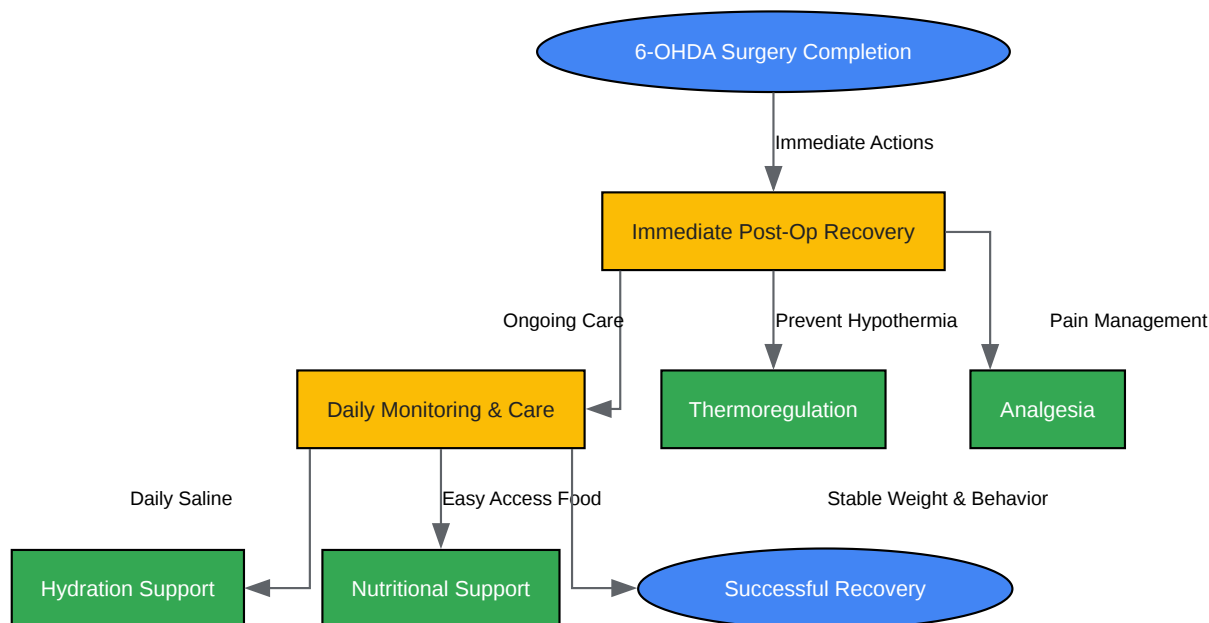 6-OHDA Surgery Completion
Immediate Actions
Immediate Post-Op Recovery
Ongoing Care
Prevent Hypothermia
Pain Management
Daily Monitoring & Care
Thermoregulation
Analgesia
Daily Saline
Easy Access Food
Stable Weight & Behavior
Hydration Support
Nutritional Support
Successful Recovery